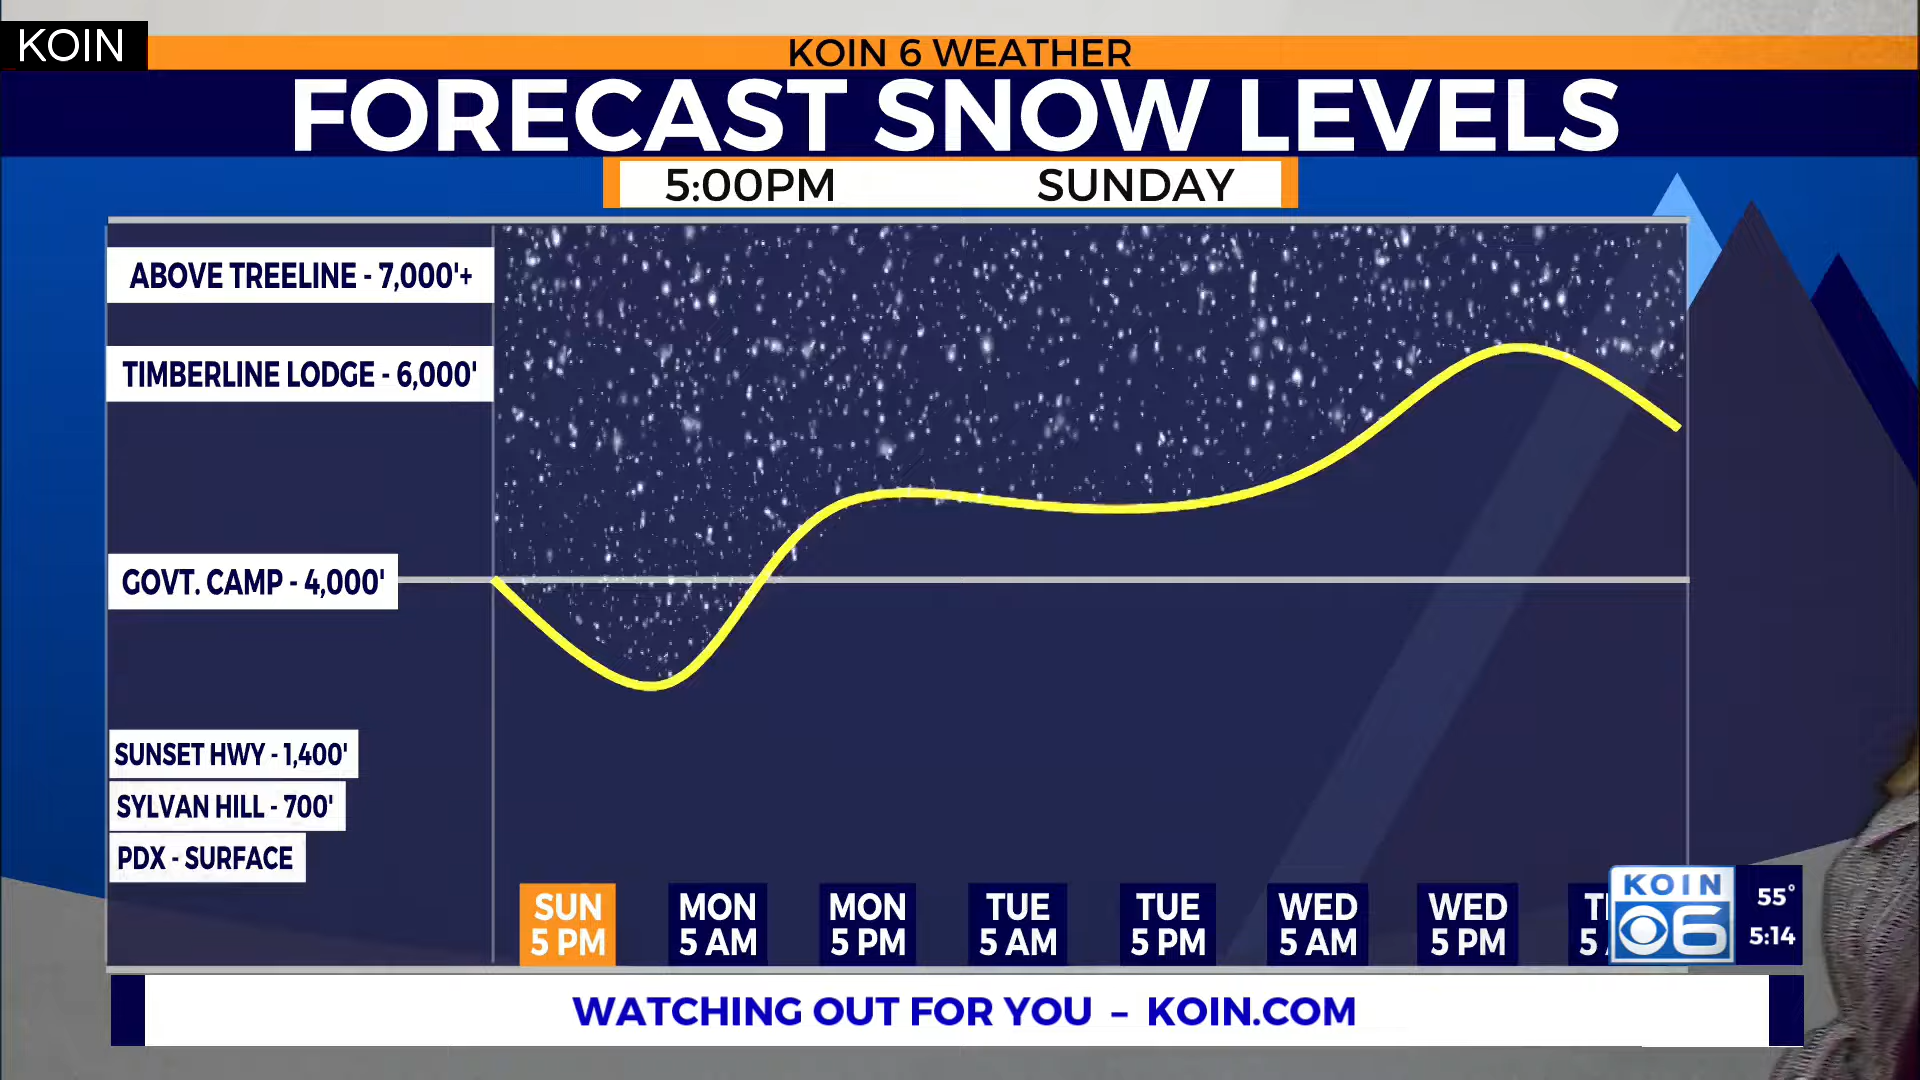 KOIN
KOIN 6 WEATHER
FORECAST SNOW LEVELS
5:00PM SUNDAY
ABOVE TREELINE - 7,000'+
TIMBERLINE LODGE - 6,000'
GOVT. CAMP - 4,000'
SUNSET HWY - 1,400'
SYLVAN HILL - 700'
PDX - SURFACE
SUN
5 PM
MON
5 AM
MON
5 PM
TUE
5 AM
TUE
5 PM
WED
5 AM
WED
5 PM
KOIN
6
55°
5:14
WATCHING OUT FOR YOU – KOIN.COM